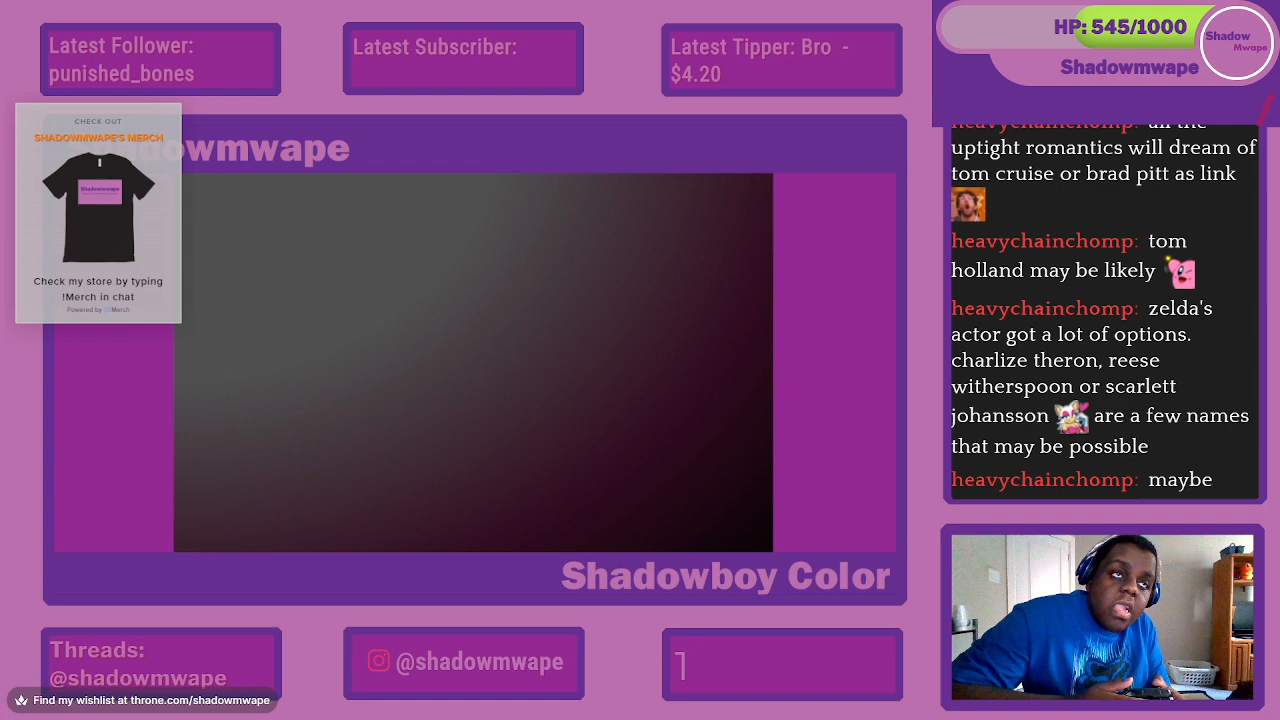 Latest Follower:
punished_bones
Latest Subscriber:
Latest Tipper: Bro -
$4.20
HP: 545/1000
Shadowmwape
Shadow
Mwape
CHECK OUT
SHADOWMWAPE'S MERCH
Shadowmwape
Check my store by typing
!Merch in chat
Powered by Merch
owmwape
uptight romantics will dream of
tom cruise or brad pitt as link
heavychainchomp: tom
holland may be likely
heavychainchomp: zelda's
actor got a lot of options.
charlize theron, reese
witherspoon or scarlett
johansson are a few names
that may be possible
heavychainchomp: maybe
Shadowboy Color
Threads:
@shadowmwape
@shadowmwape
1
Find my wishlist at throne.com/shadowmwape